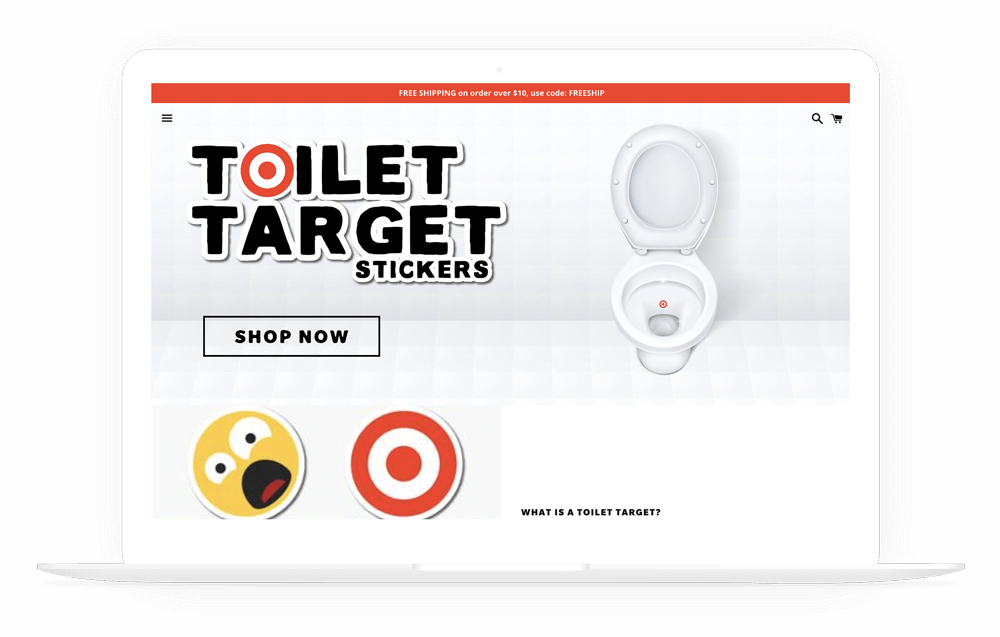 FREE SHIPPING on order over $10, use code: FREESHIP
TOILET
TARGET
STICKERS
SHOP NOW
WHAT IS A TOILET TARGET?